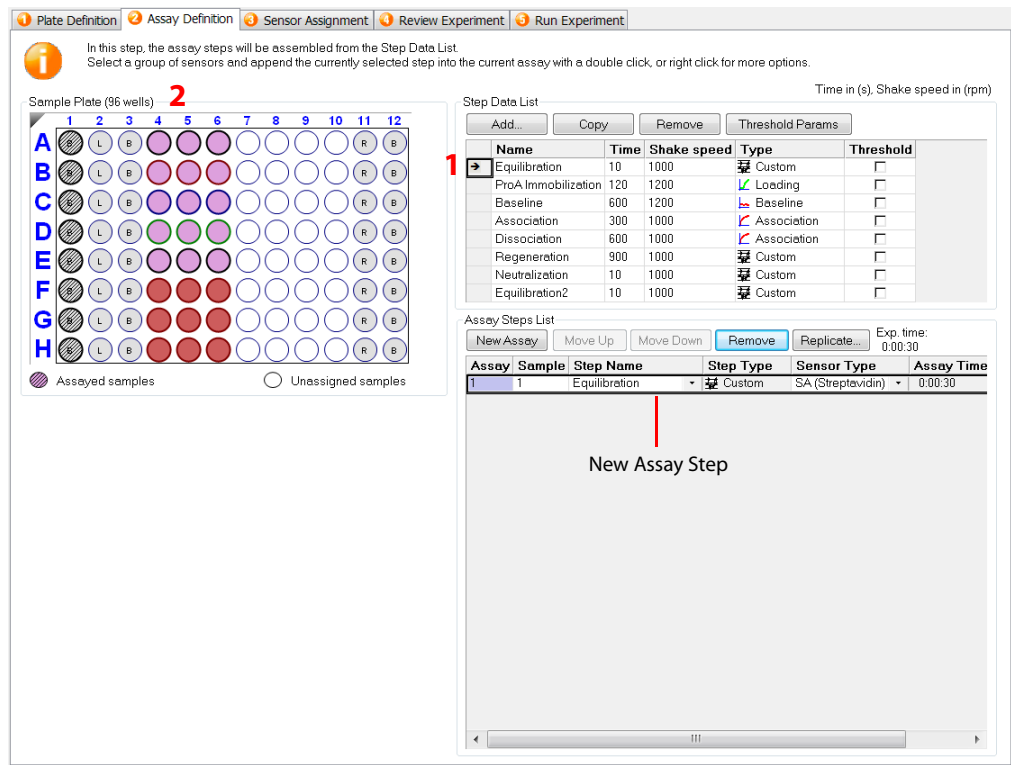 1 Plate Definition 2 Assay Definition 3 Sensor Assignment 4 Review Experiment 5 Run Experiment
i
In this step, the assay steps will be assembled from the Step Data List.
Select a group of sensors and append the currently selected step into the current assay with a double click, or right click for more options.
Time in (s), Shake speed in (rpm)
Sample Plate (96 wells)
2
1 2 3 4 5 6 7 8 9 10 11 12
A B L B R B
B B L B R B
C B L B R B
D B L B R B
E B L B R B
F B L B R B
G B L B R B
H B L B R B
Assayed samples Unassigned samples
Step Data List
Add... Copy Remove Threshold Params
1
Name Time Shake speed Type Threshold
Equilibration 10 1000 Custom
ProA Immobilization 120 1200 Loading
Baseline 600 1200 Baseline
Association 300 1000 Association
Dissociation 600 1000 Association
Regeneration 900 1000 Custom
Neutralization 10 1000 Custom
Equilibration2 10 1000 Custom
Assay Steps List
New Assay Move Up Move Down Remove Replicate... Exp. time:
0:00:30
Assay Sample Step Name Step Type Sensor Type Assay Time
1 1 Equilibration Custom SA (Streptavidin) 0:00:30
New Assay Step